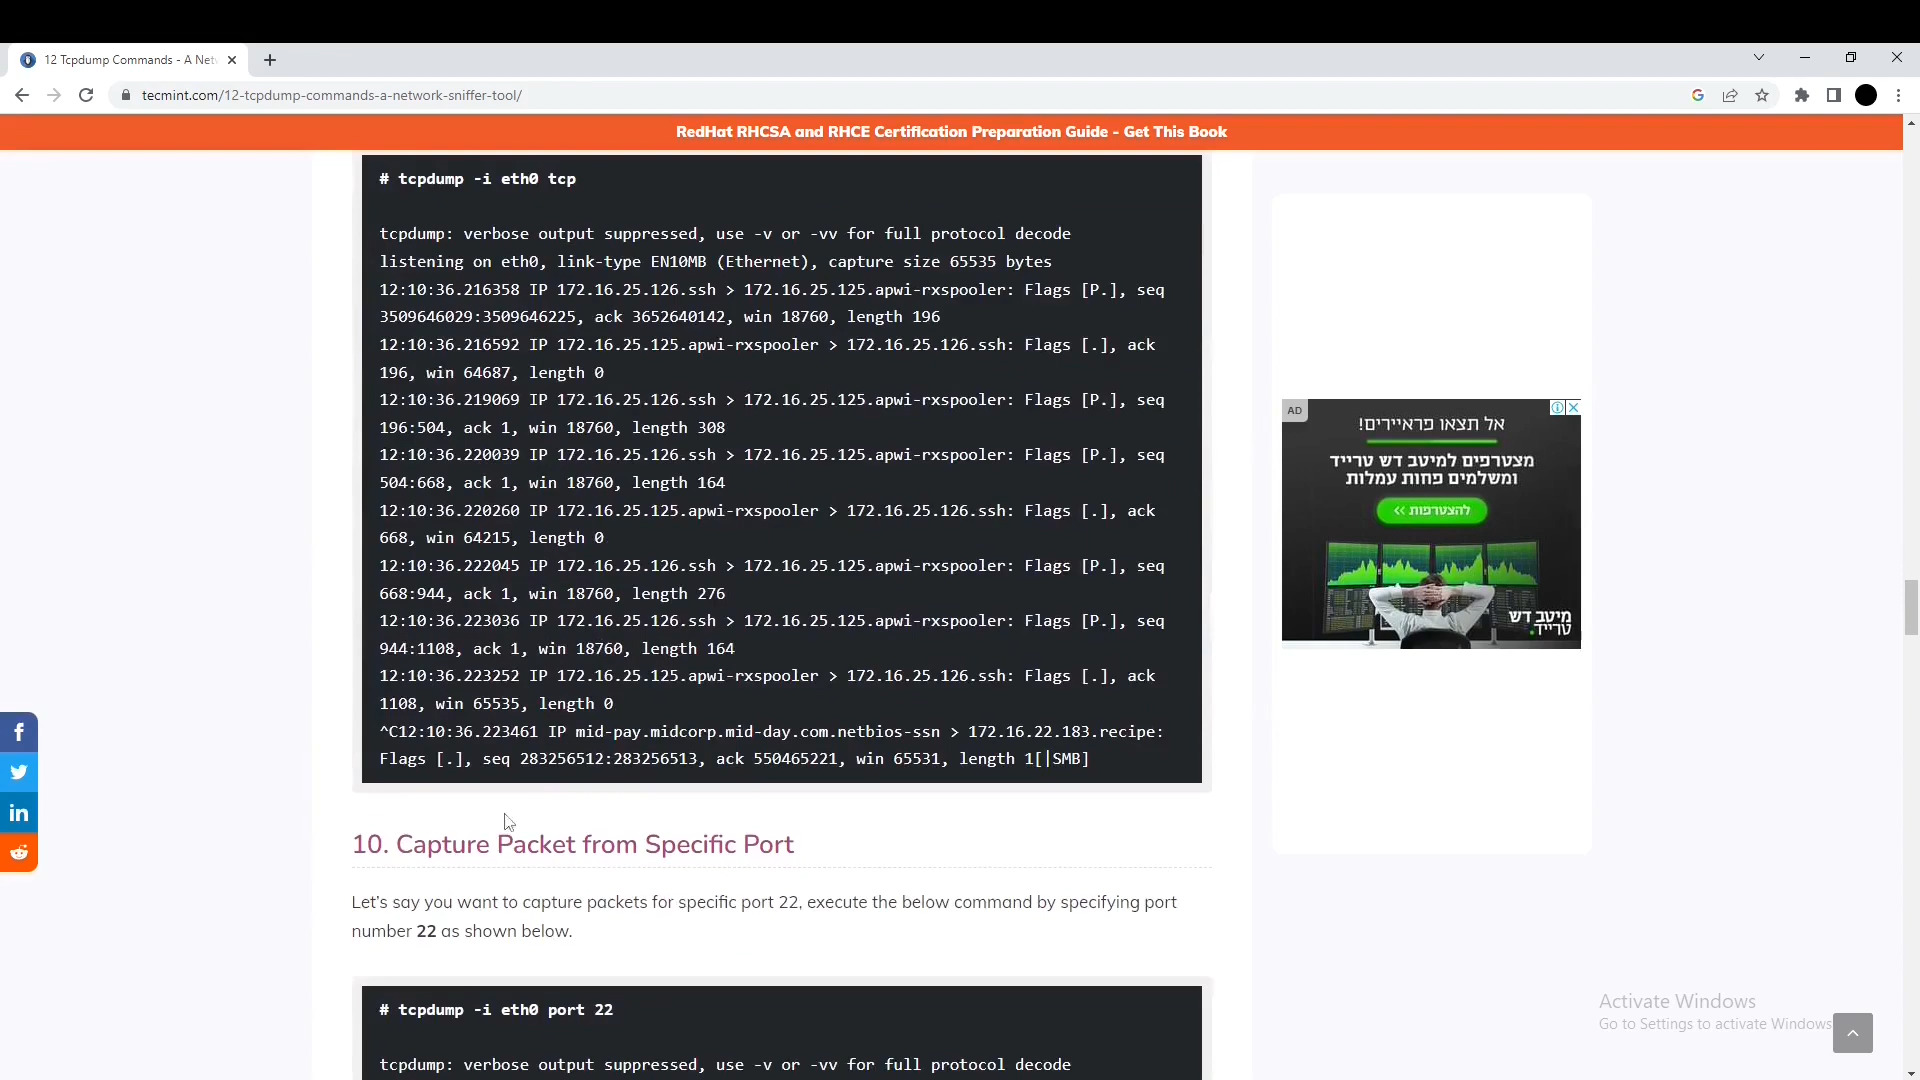 12 Tcpdump Commands - A Net
tecmint.com/12-tcpdump-commands-a-network-sniffer-tool/
RedHat RHCSA and RHCE Certification Preparation Guide - Get This Book
# tcpdump -i eth0 tcp
tcpdump: verbose output suppressed, use -v or -vv for full protocol decode
listening on eth0, link-type EN10MB (Ethernet), capture size 65535 bytes
12:10:36.216358 IP 172.16.25.126.ssh > 172.16.25.125.apwi-rxspooler: Flags [P.], seq
3509646029:3509646225, ack 3652640142, win 18760, length 196
12:10:36.216592 IP 172.16.25.125.apwi-rxspooler > 172.16.25.126.ssh: Flags [.], ack
196, win 64687, length 0
12:10:36.219069 IP 172.16.25.126.ssh > 172.16.25.125.apwi-rxspooler: Flags [P.], seq
196:504, ack 1, win 18760, length 308
12:10:36.220039 IP 172.16.25.126.ssh > 172.16.25.125.apwi-rxspooler: Flags [P.], seq
504:668, ack 1, win 18760, length 164
12:10:36.220260 IP 172.16.25.125.apwi-rxspooler > 172.16.25.126.ssh: Flags [.], ack
668, win 64215, length 0
12:10:36.222045 IP 172.16.25.126.ssh > 172.16.25.125.apwi-rxspooler: Flags [P.], seq
668:944, ack 1, win 18760, length 276
12:10:36.223036 IP 172.16.25.126.ssh > 172.16.25.125.apwi-rxspooler: Flags [P.], seq
944:1108, ack 1, win 18760, length 164
12:10:36.223252 IP 172.16.25.125.apwi-rxspooler > 172.16.25.126.ssh: Flags [.], ack
1108, win 65535, length 0
^C12:10:36.223461 IP mid-pay.midcorp.mid-day.com.netbios-ssn > 172.16.22.183.recipe:
Flags [.], seq 283256512:283256513, ack 550465221, win 65531, length 1[|SMB]
10. Capture Packet from Specific Port
Let's say you want to capture packets for specific port 22, execute the below command by specifying port
number 22 as shown below.
# tcpdump -i eth0 port 22
tcpdump: verbose output suppressed, use -v or -vv for full protocol decode
AD
אל תצאו פראיירים!
מצטרפים למיטב דש טרייד
ומשלמים פחות עמלות
להצטרפות >>
מיטב דש
טרייד.
Activate Windows
Go to Settings to activate Windows